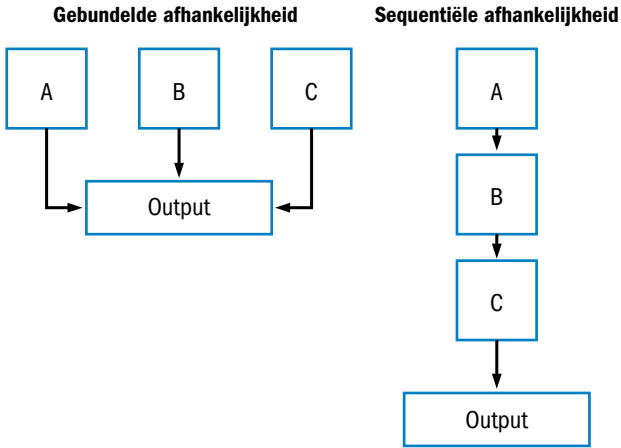 Gebundelde afhankelijkheid
A
B
C
Output
Sequentiële afhankelijkheid
A
B
C
Output